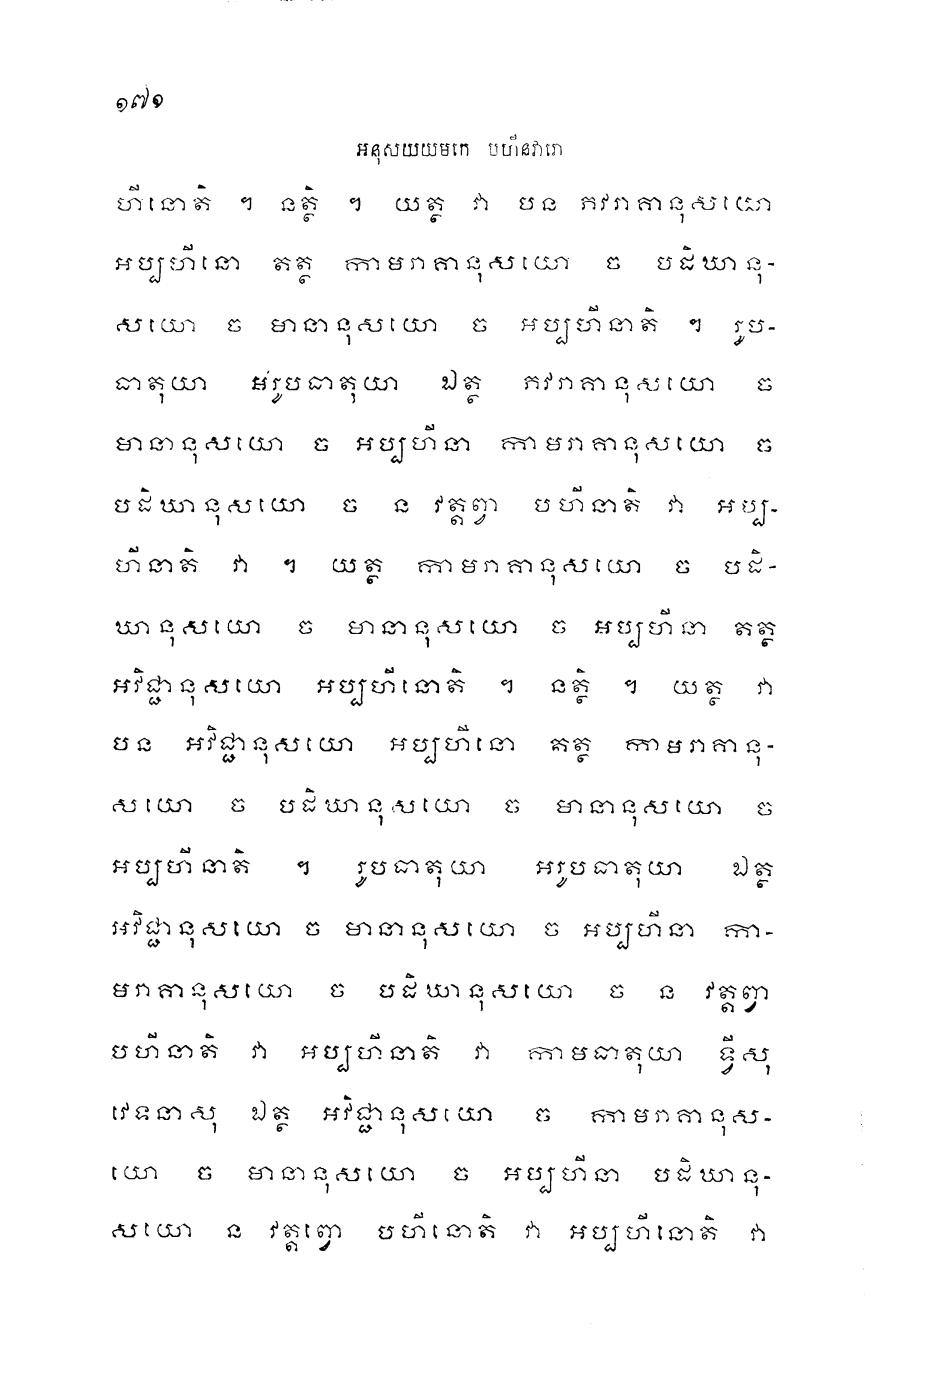 ១៧១
អនុសយយមកេ បហីនវារោ
ហីនោតិ ។ នត្ថិ ។ យត្ថ វា បន ភវរាគានុសយោ
អប្បហីនោ តត្ថ កាមរាគានុសយោ ច បដិឃានុ-
សយោ ច មានានុសយោ ច អប្បហីនាតិ ។ រូប-
ធាតុយា អរូបធាតុយា ឯត្ថ ភវរាគានុសយោ ច
មានានុសយោ ច អប្បហីនា កាមរាគានុសយោ ច
បដិឃានុសយោ ច ន វត្តព្វា បហីនាតិ វា អប្ប-
ហីនាតិ វា ។ យត្ថ កាមរាគានុសយោ ច បដិ-
ឃានុសយោ ច មានានុសយោ ច អប្បហីនា តត្ថ
អវិជ្ជានុសយោ អប្បហីនោតិ ។ នត្ថិ ។ យត្ថ វា
បន អវិជ្ជានុសយោ អប្បហីនោ តត្ថ កាមរាគានុ-
សយោ ច បដិឃានុសយោ ច មានានុសយោ ច
អប្បហីនាតិ ។ រូបធាតុយា អរូបធាតុយា ឯត្ថ
អវិជ្ជានុសយោ ច មានានុសយោ ច អប្បហីនា កា-
មរាគានុសយោ ច បដិឃានុសយោ ច ន វត្តព្វា
បហីនាតិ វា អប្បហីនាតិ វា កាមធាតុយា ទ្វីសុ
វេទនាសុ ឯត្ថ អវិជ្ជានុសយោ ច កាមរាគានុស-
យោ ច មានានុសយោ ច អប្បហីនា បដិឃានុ-
សយោ ន វត្តព្វោ បហីនោតិ វា អប្បហីនោតិ វា